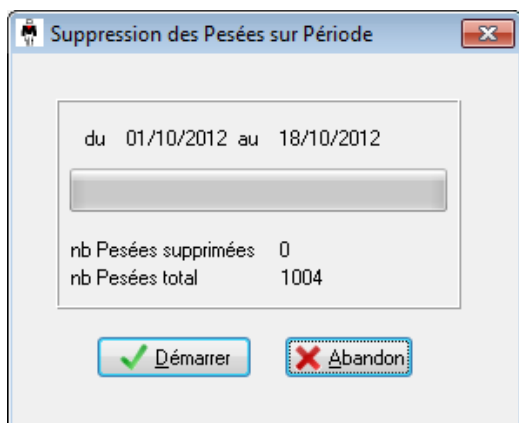 Suppression des Pesées sur Période
du 01/10/2012 au 18/10/2012
nb Pesées supprimées 0
nb Pesées total 1004
Démarrer Abandon